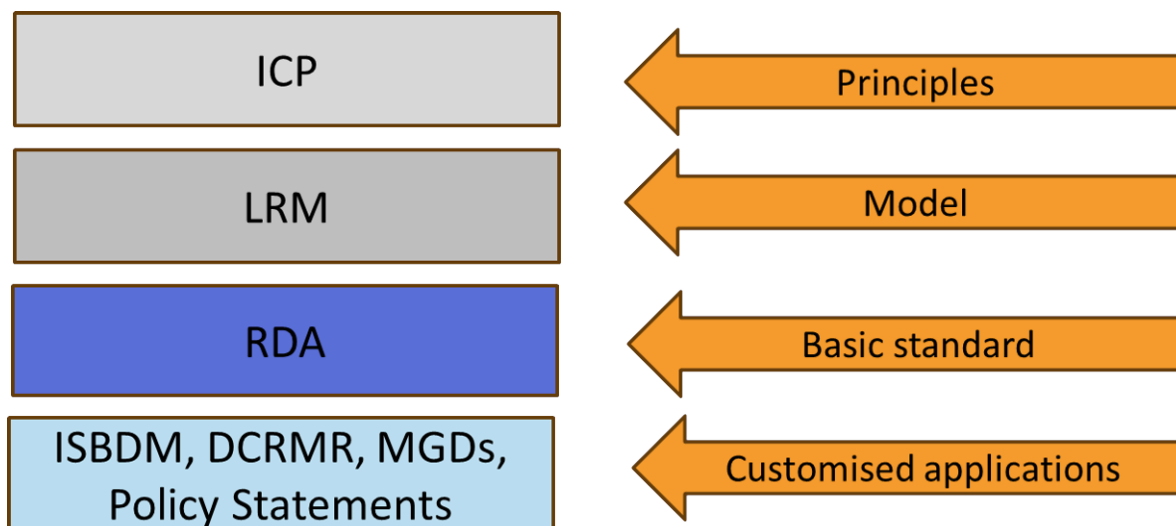 ICP
Principles
LRM
Model
RDA
Basic standard
ISBDM, DCRMR, MGDs,
Policy Statements
Customised applications